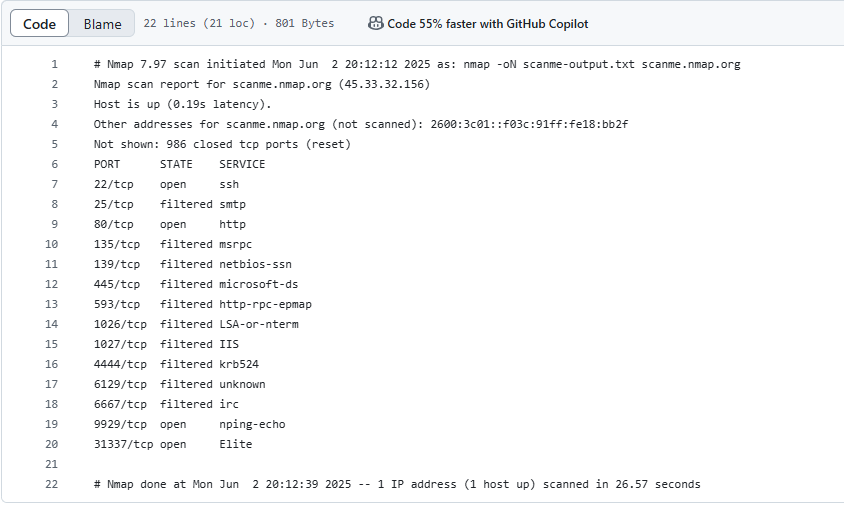 Code Blame 22 lines (21 loc) · 801 Bytes Code 55% faster with GitHub Copilot
1 # Nmap 7.97 scan initiated Mon Jun  2 20:12:12 2025 as: nmap -oN scanme-output.txt scanme.nmap.org
2 Nmap scan report for scanme.nmap.org (45.33.32.156)
3 Host is up (0.19s latency).
4 Other addresses for scanme.nmap.org (not scanned): 2600:3c01::f03c:91ff:fe18:bb2f
5 Not shown: 986 closed tcp ports (reset)
6 PORT      STATE    SERVICE
7 22/tcp    open     ssh
8 25/tcp    filtered smtp
9 80/tcp    open     http
10 135/tcp   filtered msrpc
11 139/tcp   filtered netbios-ssn
12 445/tcp   filtered microsoft-ds
13 593/tcp   filtered http-rpc-epmap
14 1026/tcp  filtered LSA-or-nterm
15 1027/tcp  filtered IIS
16 4444/tcp  filtered krb524
17 6129/tcp  filtered unknown
18 6667/tcp  filtered irc
19 9929/tcp  open     nping-echo
20 31337/tcp open     Elite
21
22 # Nmap done at Mon Jun  2 20:12:39 2025 -- 1 IP address (1 host up) scanned in 26.57 seconds